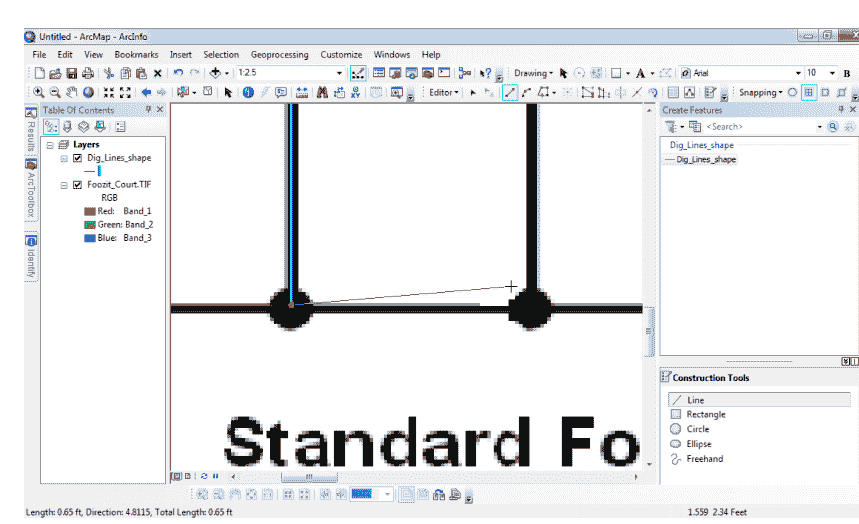 Untitled - ArcMap - ArcInfo
File Edit View Bookmarks Insert Selection Geoprocessing Customize Windows Help
1:2.5 Drawing A Arial 10 B
Editor Snapping
Table Of Contents
Create Features
Results
ArcToolbox
Identify
Layers
Dig_Lines_shape
Foozit_Court.TIF
RGB
Red: Band_1
Green: Band_2
Blue: Band_3
<Search>
Dig_Lines_shape
Dig_Lines_shape
Standard Fo
Construction Tools
Line
Rectangle
Circle
Ellipse
Freehand
Length: 0.65 ft, Direction: 4.8115, Total Length: 0.65 ft
1.559 2.34 Feet